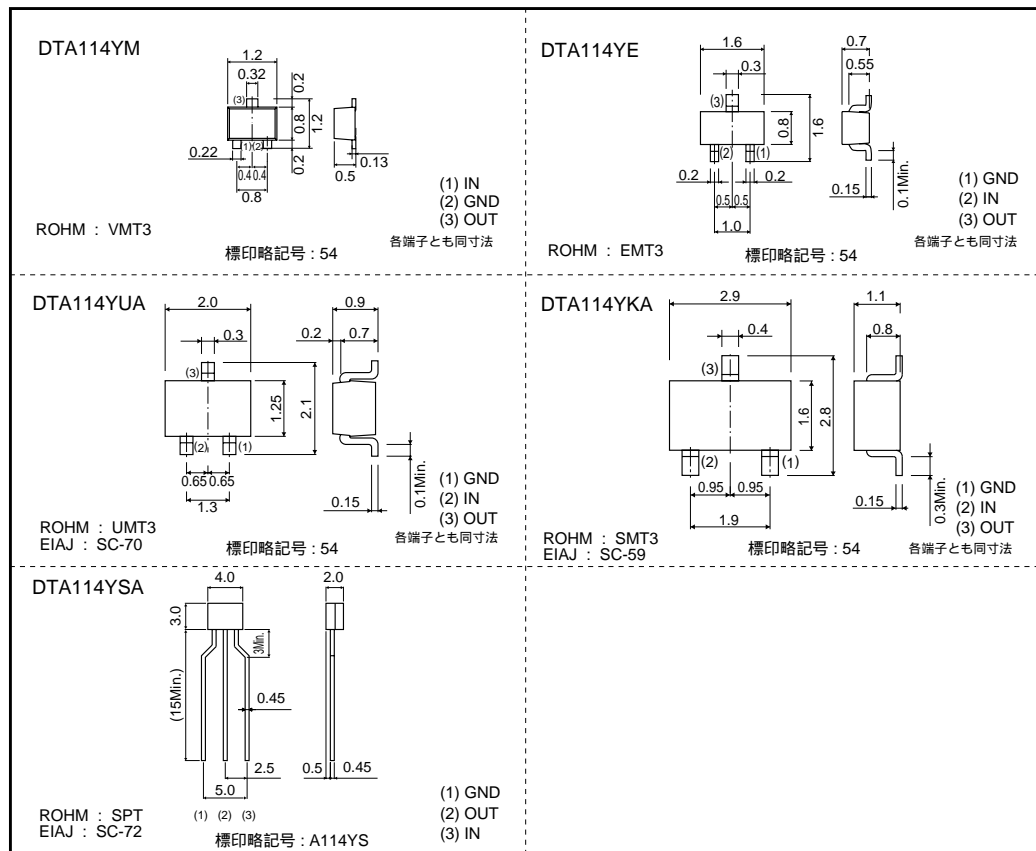 DTA114YM
1.2
0.32
0.2
(3)
0.8
1.2
(1) (2)
0.2
0.22
0.4 0.4
0.8
0.5
0.13
(1) IN
(2) GND
(3) OUT
各端子とも同寸法
ROHM : VMT3
標印略記号 : 54
DTA114YE
1.6
0.3
0.7
0.55
(3)
0.8
1.6
(2)
(1)
0.2
0.2
0.5 0.5
1.0
0.15
0.1Min.
(1) GND
(2) IN
(3) OUT
各端子とも同寸法
ROHM : EMT3
標印略記号 : 54
DTA114YUA
2.0
0.3
0.9
0.2
0.7
(3)
1.25
2.1
(2)
(1)
0.65 0.65
1.3
0.15
0.1Min.
(1) GND
(2) IN
(3) OUT
各端子とも同寸法
ROHM : UMT3
EIAJ : SC-70
標印略記号 : 54
DTA114YKA
2.9
0.4
1.1
0.8
(3)
1.6
2.8
(2)
(1)
0.95 0.95
1.9
0.15
0.3Min.
(1) GND
(2) IN
(3) OUT
各端子とも同寸法
ROHM : SMT3
EIAJ : SC-59
標印略記号 : 54
DTA114YSA
4.0
2.0
3.0
3Min.
(15Min.)
0.45
2.5
5.0
0.5
0.45
(1) (2) (3)
(1) GND
(2) OUT
(3) IN
ROHM : SPT
EIAJ : SC-72
標印略記号 : A114YS